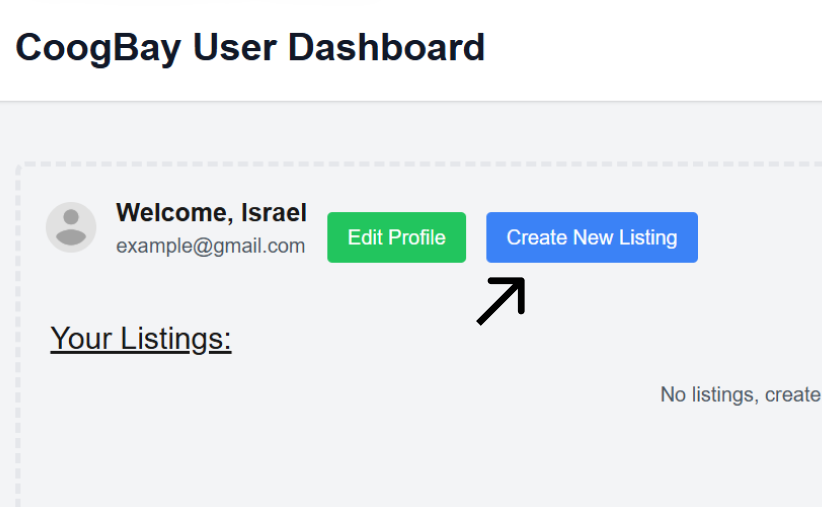 CoogBay User Dashboard
Welcome, Israel
example@gmail.com
Edit Profile
Create New Listing
Your Listings:
No listings, create